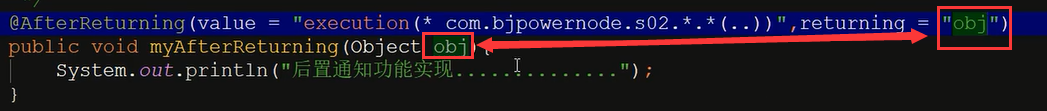 */
@AfterReturning(value = "execution(* com.bjpowernode.s02.*.*(..))",returning = "obj")
public void myAfterReturning(Object obj){
System.out.println("后置通知功能实现..............");
}